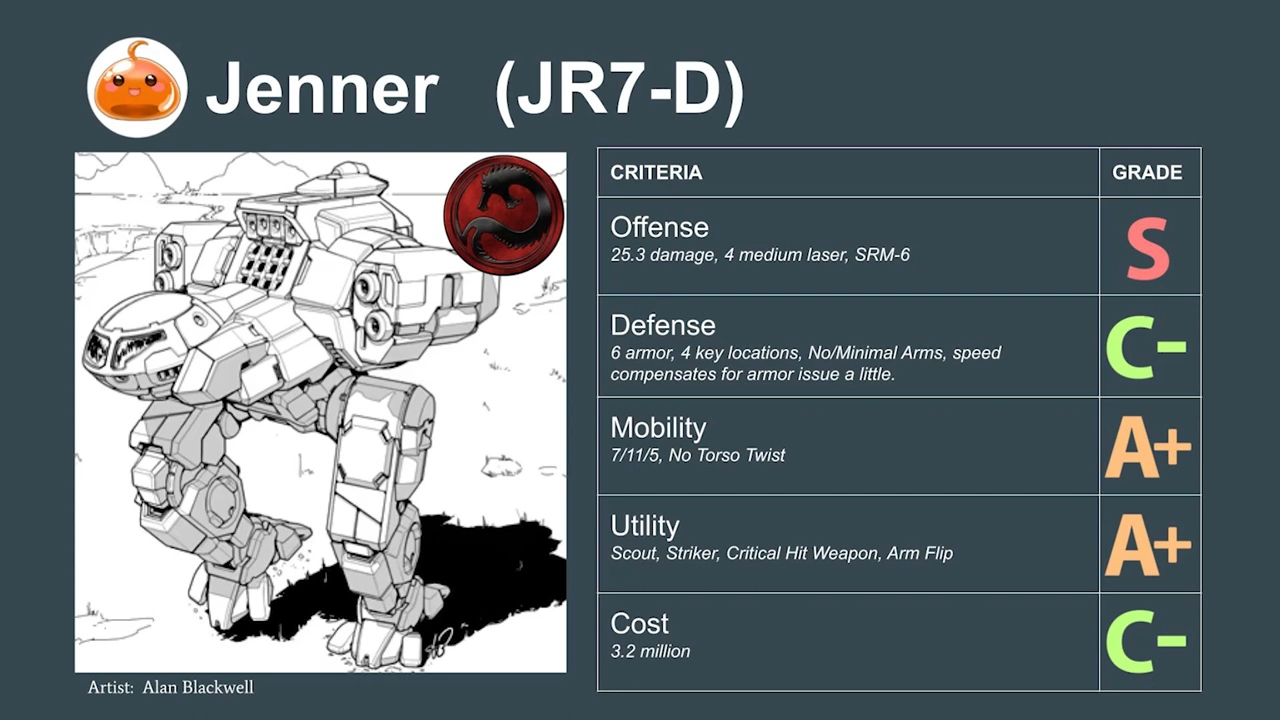 Jenner (JR7-D)
CRITERIA
GRADE
Offense
25.3 damage, 4 medium laser, SRM-6
S
Defense
6 armor, 4 key locations, No/Minimal Arms, speed
compensates for armor issue a little.
C-
Mobility
7/11/5, No Torso Twist
A+
Utility
Scout, Striker, Critical Hit Weapon, Arm Flip
A+
Cost
3.2 million
C-
Artist: Alan Blackwell